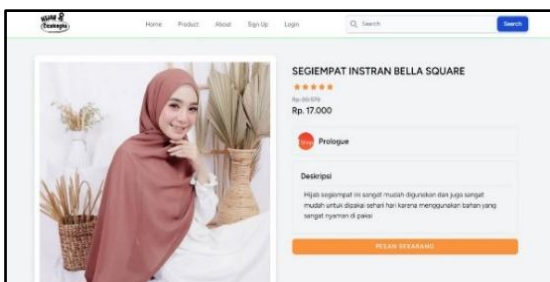 Home Product About Sign Up Login Search Search
SEGIEMPAT INSTRAN BELLA SQUARE
Rp. 17.000
Prologue
Deskripsi
Hijab segiempat ini sangat mudah digunakan dan juga sangat
mudah untuk dipakai sehari hari karena menggunakan bahan yang
sangat nyaman di pakai
PESAN SEKARANG